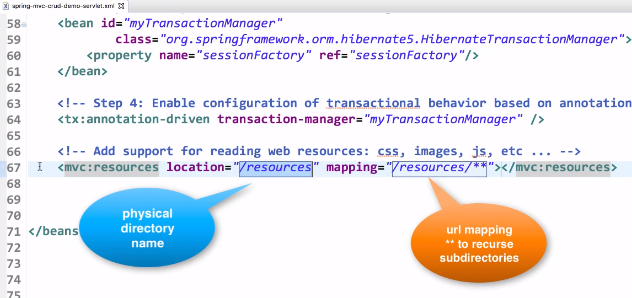 spring-mvc-crud-demo-servlet.xml
58 <bean id="myTransactionManager"
59 class="org.springframework.orm.hibernate5.HibernateTransactionManager">
60 <property name="sessionFactory" ref="sessionFactory"/>
61 </bean>
62
63 <!-- Step 4: Enable configuration of transactional behavior based on annotation
64 <tx:annotation-driven transaction-manager="myTransactionManager" />
65
66 <!-- Add support for reading web resources: css, images, js, etc ... -->
67 <mvc:resources location="/resources" mapping="/resources/**"></mvc:resources>
68
69
70
71 </beans
72
73
74
75
physical
directory
name
url mapping
** to recurse
subdirectories